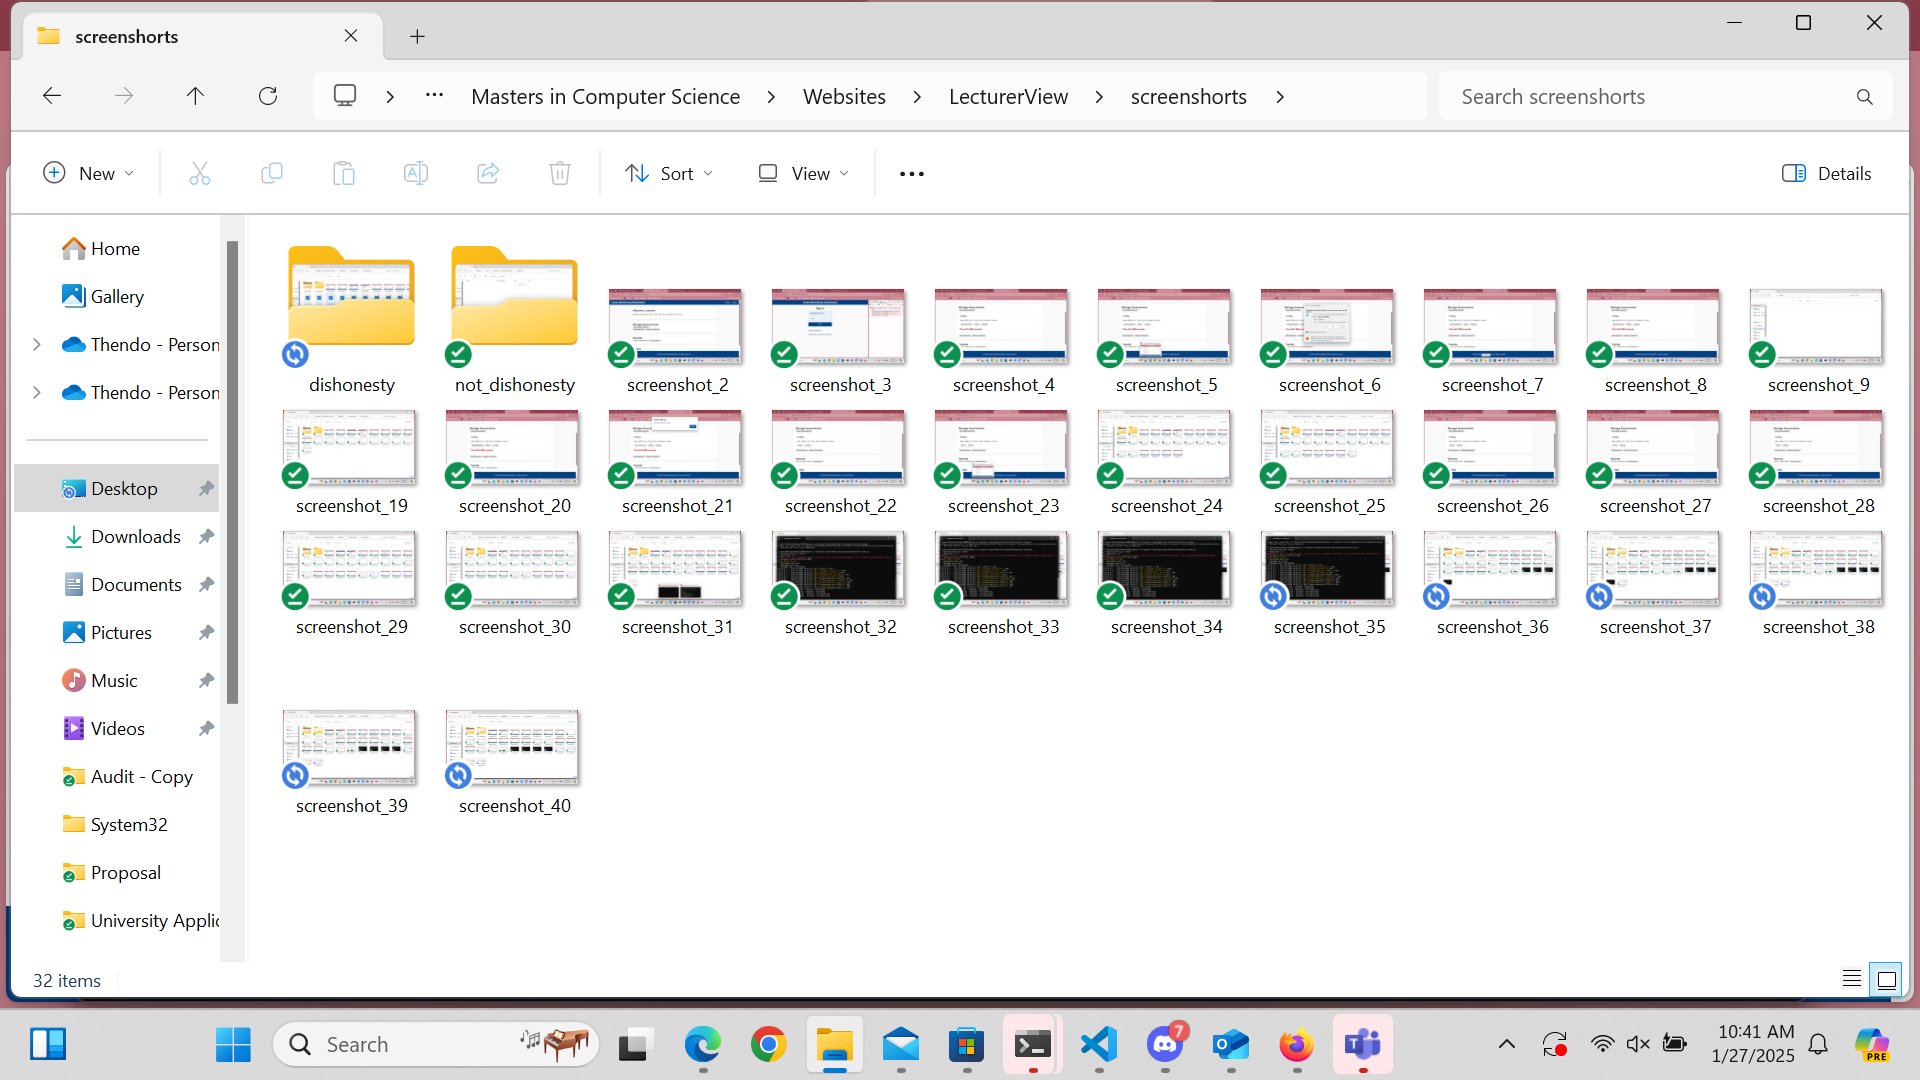 screenshorts
Masters in Computer Science
Websites
LecturerView
screenshorts
Search screenshorts
New
Sort
View
Details
Home
Gallery
Thendo - Person
Thendo - Person
Desktop
Downloads
Documents
Pictures
Music
Videos
Audit - Copy
System32
Proposal
University Applic
dishonesty
not_dishonesty
screenshot_2
screenshot_3
screenshot_4
screenshot_5
screenshot_6
screenshot_7
screenshot_8
screenshot_9
screenshot_19
screenshot_20
screenshot_21
screenshot_22
screenshot_23
screenshot_24
screenshot_25
screenshot_26
screenshot_27
screenshot_28
screenshot_29
screenshot_30
screenshot_31
screenshot_32
screenshot_33
screenshot_34
screenshot_35
screenshot_36
screenshot_37
screenshot_38
screenshot_39
screenshot_40
32 items
Search
7
10:41 AM
1/27/2025
PRE